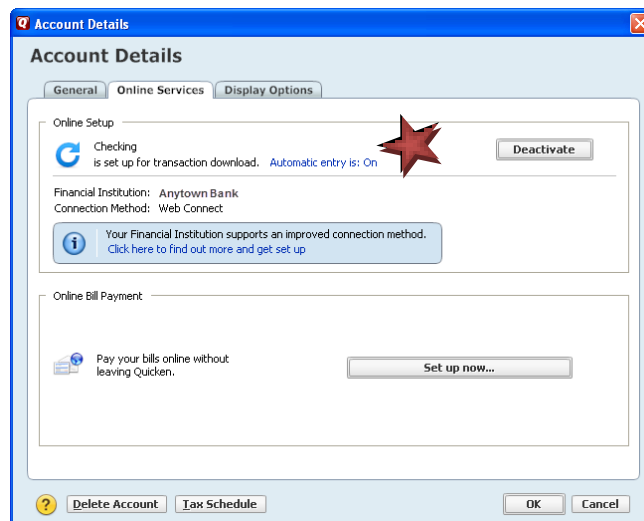 Account Details
Account Details
General Online Services Display Options
Online Setup
Checking
is set up for transaction download. Automatic entry is: On
Deactivate
Financial Institution: Anytown Bank
Connection Method: Web Connect
Your Financial Institution supports an improved connection method.
Click here to find out more and get set up
Online Bill Payment
Pay your bills online without
leaving Quicken.
Set up now...
? Delete Account Tax Schedule OK Cancel